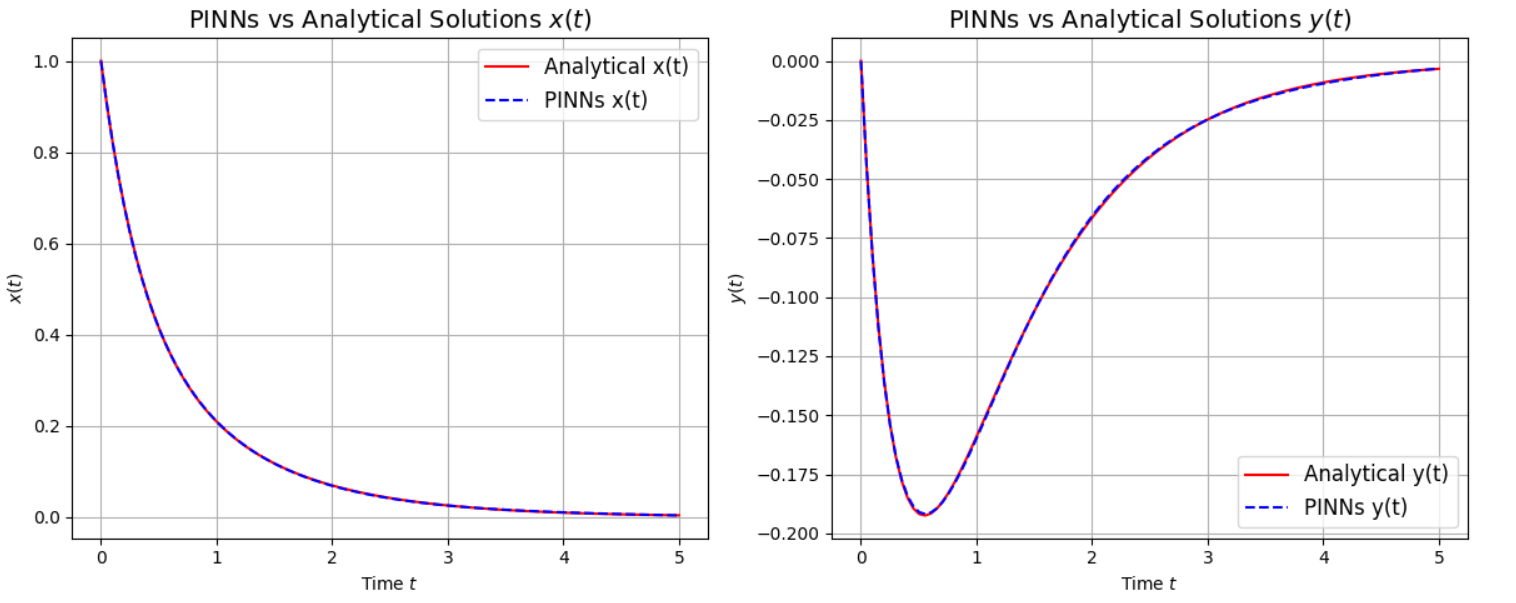 PINNs vs Analytical Solutions x(t)
1.0
0.8
0.6
0.4
0.2
0.0
x(t)
0 1 2 3 4 5
Time t
Analytical x(t)
PINNs x(t)
PINNs vs Analytical Solutions y(t)
0.000
−0.025
−0.050
−0.075
−0.100
−0.125
−0.150
−0.175
−0.200
y(t)
0 1 2 3 4 5
Time t
Analytical y(t)
PINNs y(t)